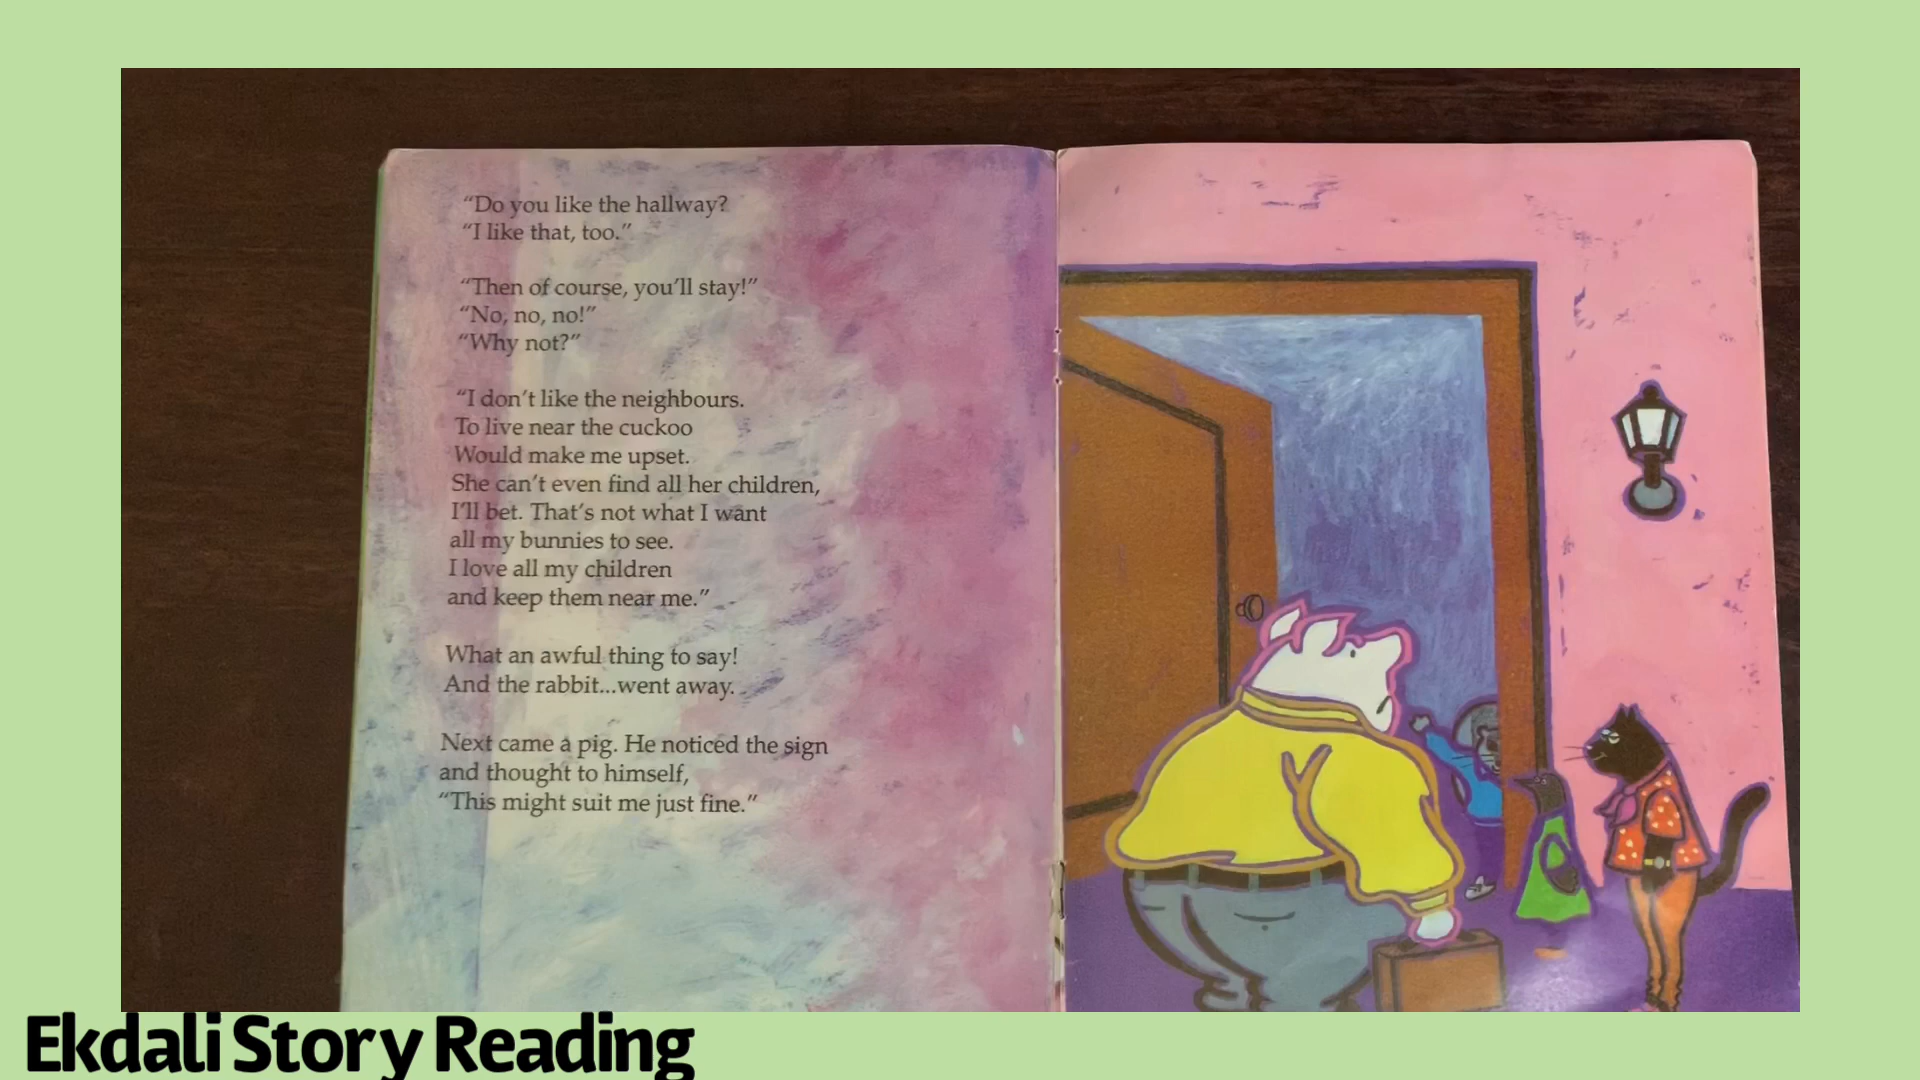 “Do you like the hallway?
“I like that, too.”
“Then of course, you’ll stay!”
“No, no, no!”
“Why not?”
“I don’t like the neighbours.
To live near the cuckoo
Would make me upset.
She can’t even find all her children,
I’ll bet. That’s not what I want
all my bunnies to see.
I love all my children
and keep them near me.”
What an awful thing to say!
And the rabbit...went away.
Next came a pig. He noticed the sign
and thought to himself,
“This might suit me just fine.”
Ekdali Story Reading